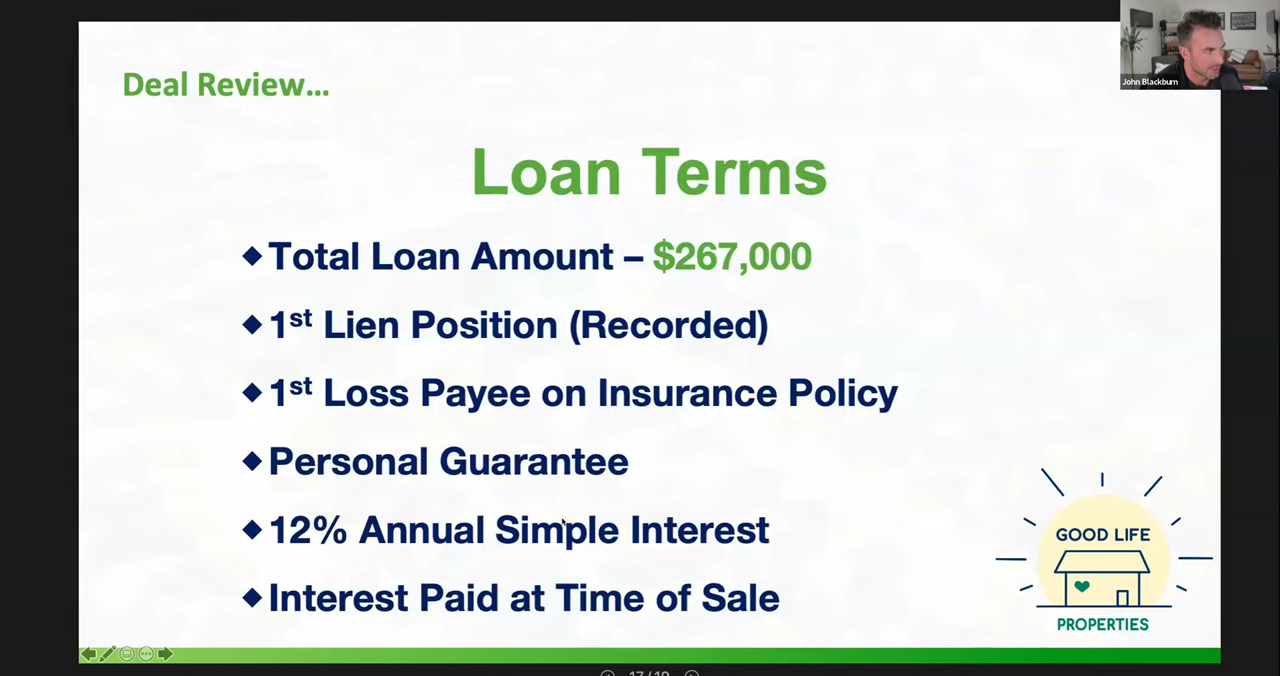 John Blackburn
Deal Review...
Loan Terms
◆Total Loan Amount – $267,000
◆1st Lien Position (Recorded)
◆1st Loss Payee on Insurance Policy
◆Personal Guarantee
◆12% Annual Simple Interest
◆Interest Paid at Time of Sale
GOOD LIFE
PROPERTIES